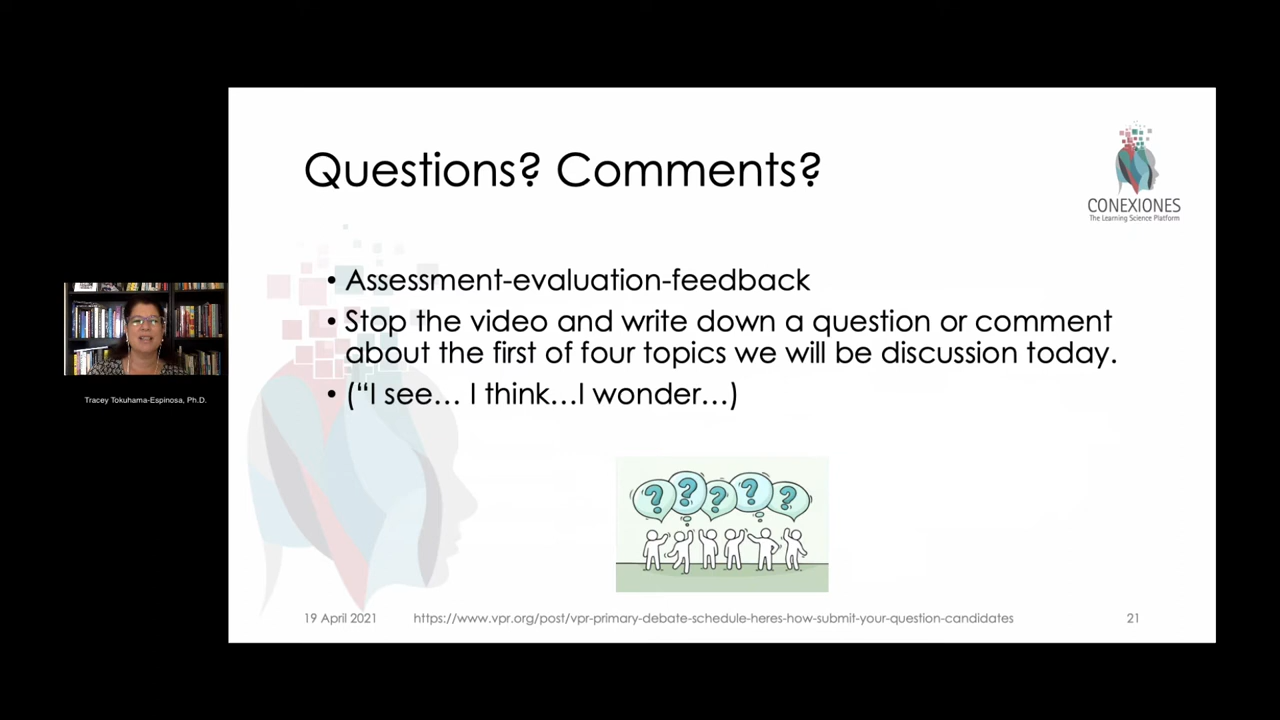 Questions? Comments?
CONEXIONES
The Learning Science Platform
• Assessment-evaluation-feedback
• Stop the video and write down a question or comment
about the first of four topics we will be discussion today.
• (“I see… I think…I wonder…)
? ? ? ? ?
Tracey Tokuhama-Espinosa, Ph.D.
19 April 2021
https://www.vpr.org/post/vpr-primary-debate-schedule-heres-how-submit-your-question-candidates
21